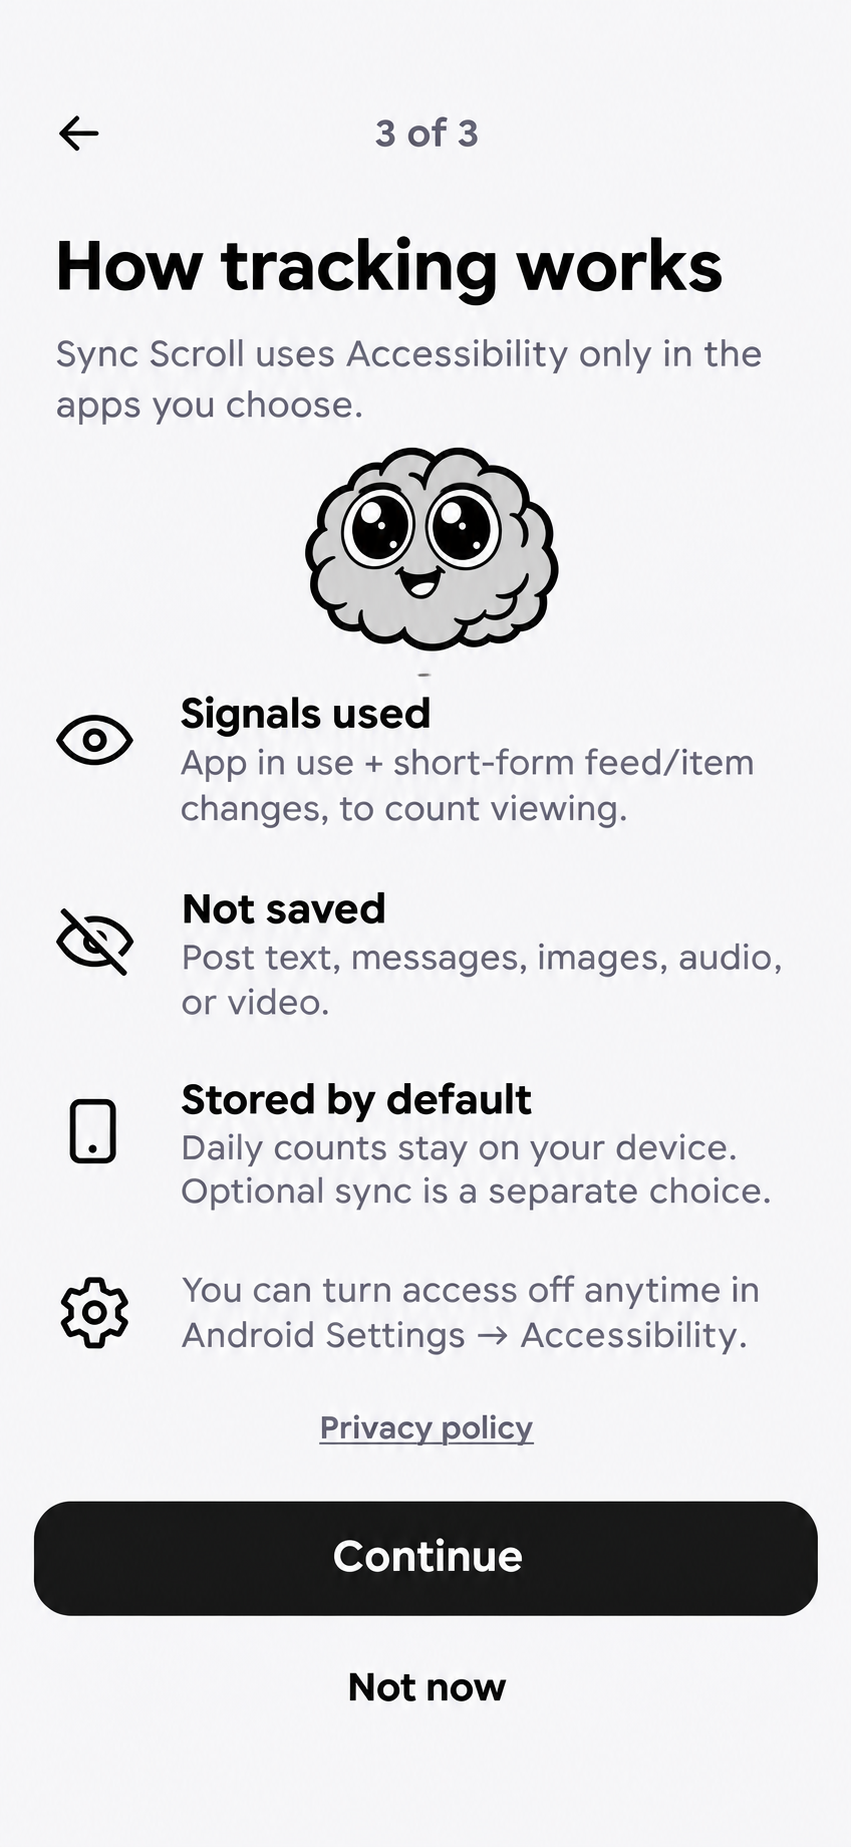 3 of 3
How tracking works
Sync Scroll uses Accessibility only in the
apps you choose.
Signals used
App in use + short-form feed/item
changes, to count viewing.
Not saved
Post text, messages, images, audio,
or video.
Stored by default
Daily counts stay on your device.
Optional sync is a separate choice.
You can turn access off anytime in
Android Settings → Accessibility.
Privacy policy
Continue
Not now